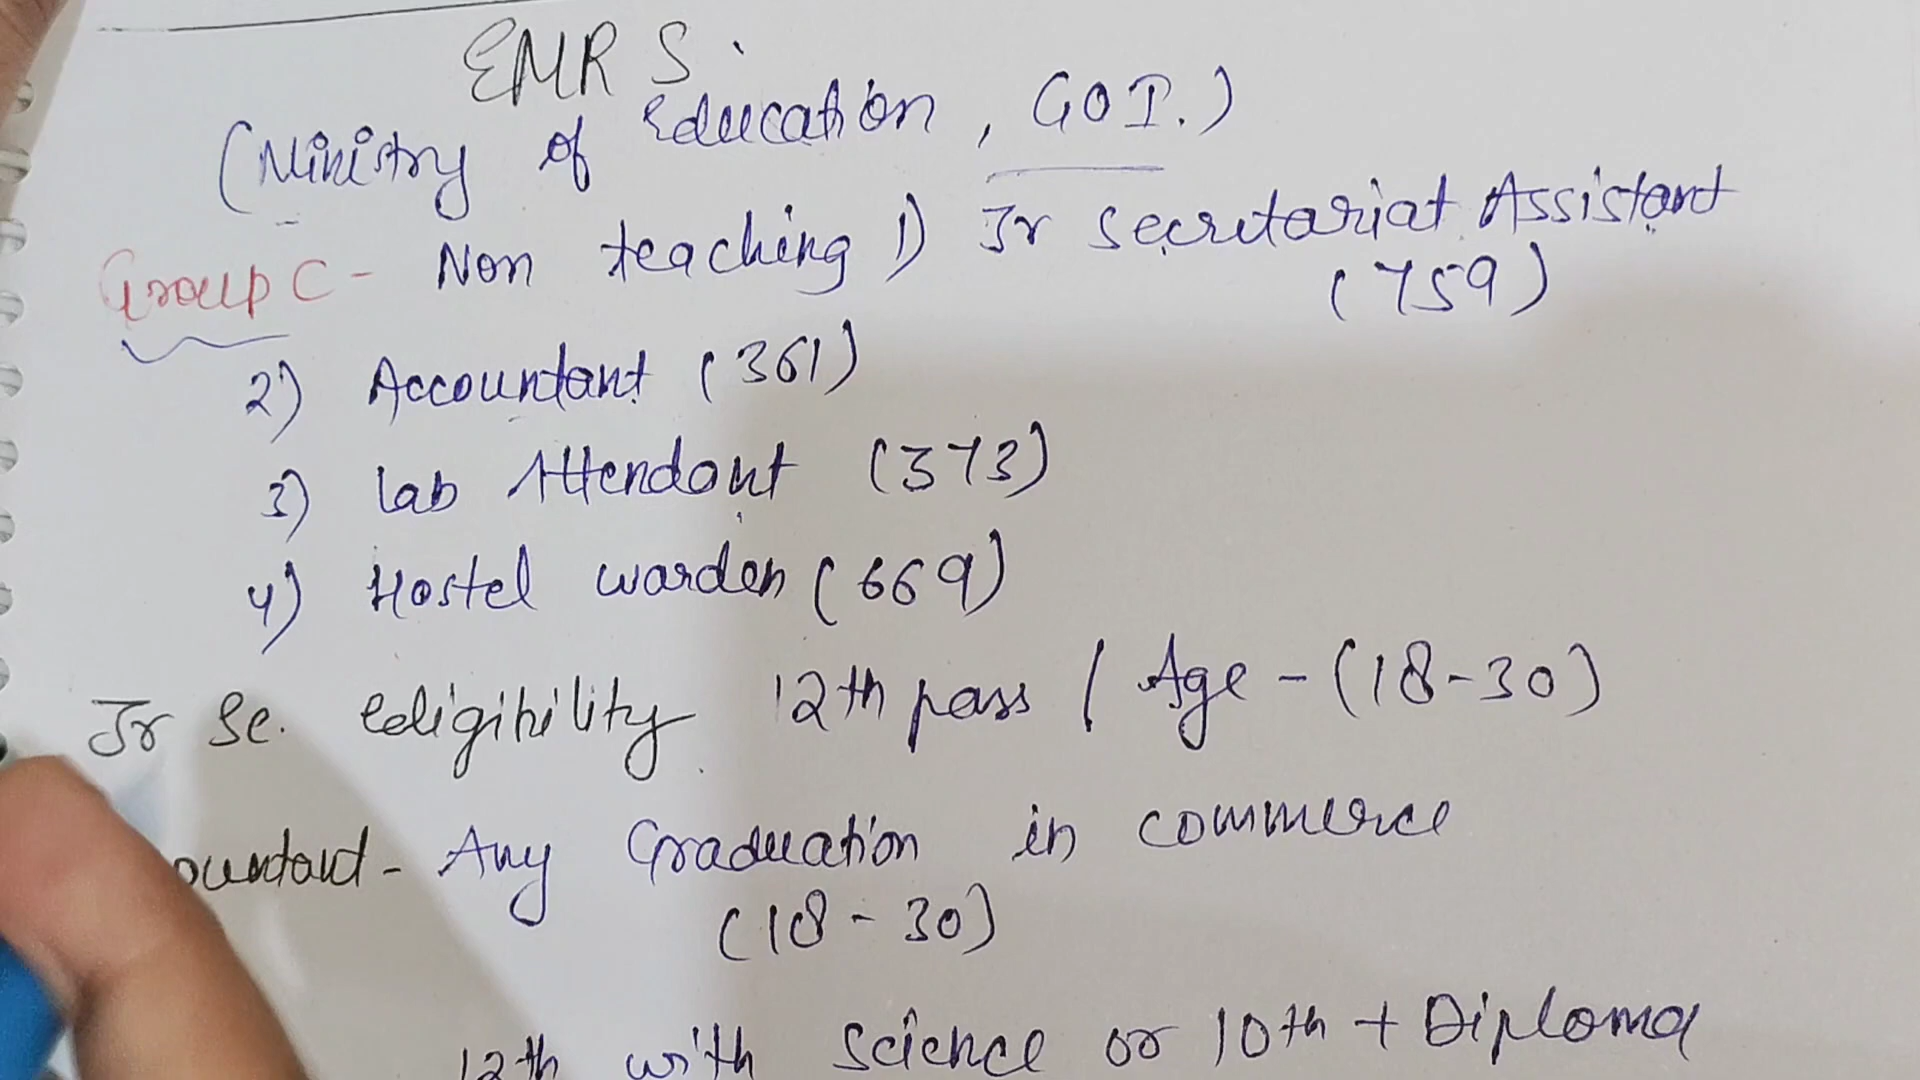 EMRS.
(Ministry of Education, GOI.)
Group C - Non teaching 1) Jr Secretariat Assistant
(759)
2) Accountant (361)
3) Lab Attendant (373)
4) Hostel warden (669)
Jr Se. eligibility 12th pass / Age - (18-30)
ountant - Any Graduation in commerce
(18 - 30)
12th with Science or 10th + Diploma